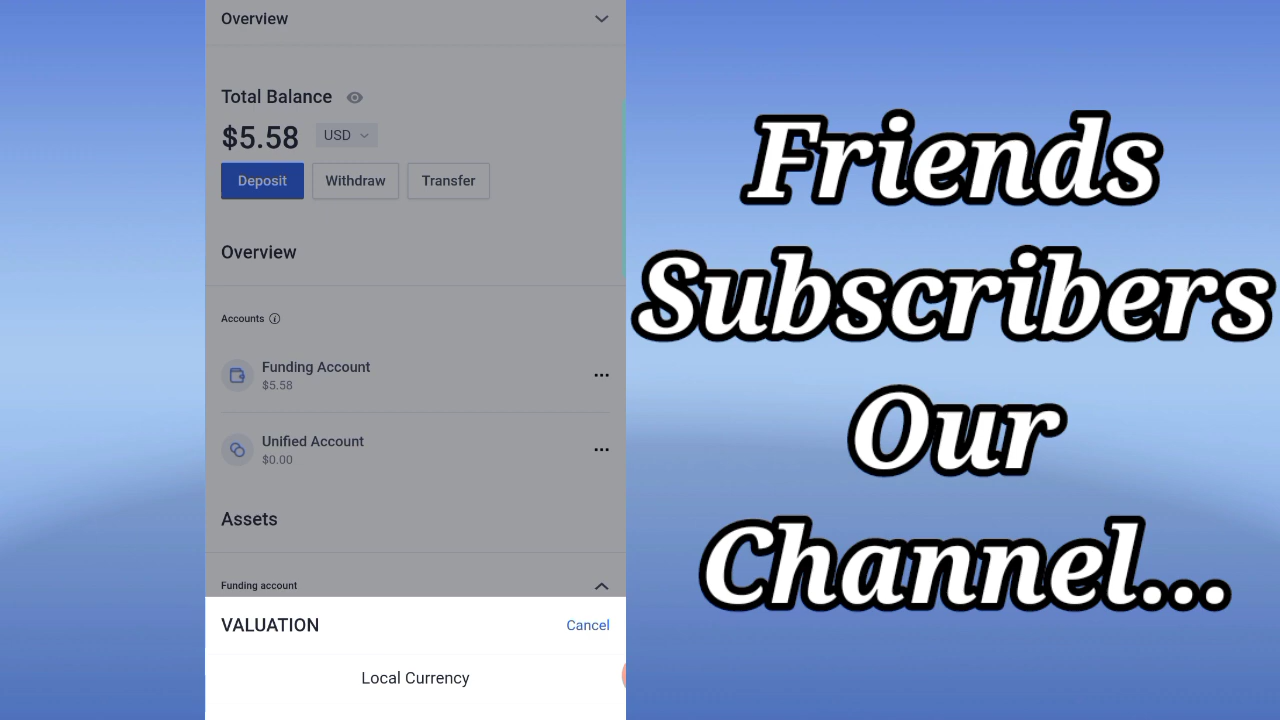 Overview
Total Balance
$5.58 USD
Deposit Withdraw Transfer
Overview
Accounts
Funding Account
$5.58
Unified Account
$0.00
Assets
Funding account
VALUATION Cancel
Local Currency
Friends
Subscribers
Our
Channel...